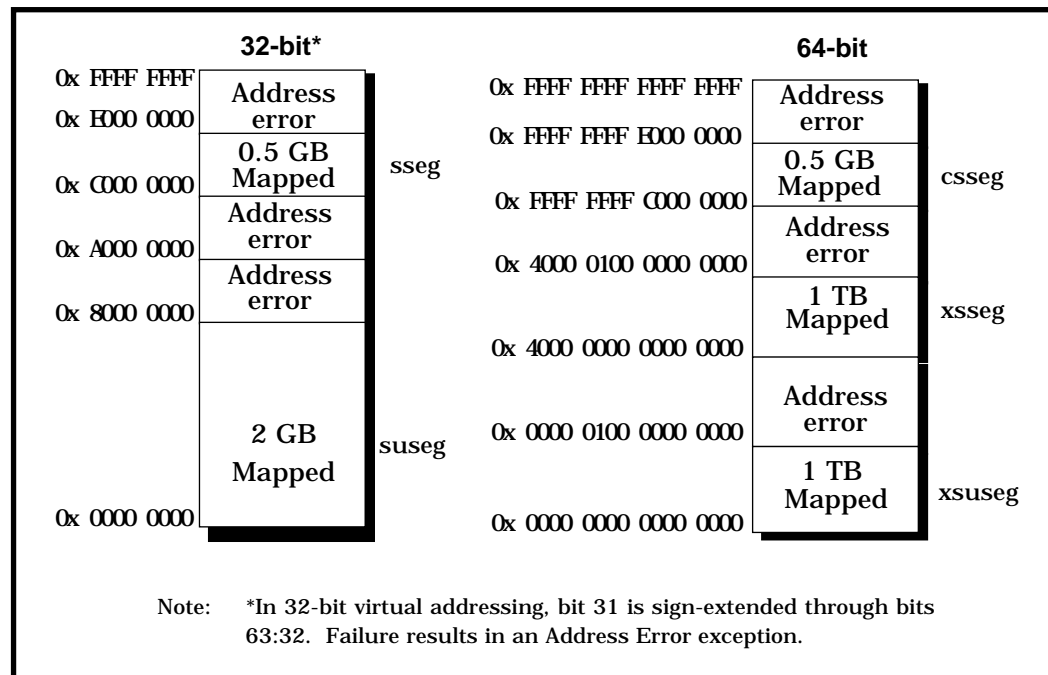 32-bit*
0x FFFF FFFF
Address
error
0x E000 0000
0.5 GB
Mapped
sseg
0x C000 0000
Address
error
0x A000 0000
Address
error
0x 8000 0000
2 GB
Mapped
suseg
0x 0000 0000
64-bit
0x FFFF FFFF FFFF FFFF
Address
error
0x FFFF FFFF E000 0000
0.5 GB
Mapped
csseg
0x FFFF FFFF C000 0000
Address
error
0x 4000 0100 0000 0000
1 TB
Mapped
xsseg
0x 4000 0000 0000 0000
Address
error
0x 0000 0100 0000 0000
1 TB
Mapped
xsuseg
0x 0000 0000 0000 0000
Note: *In 32-bit virtual addressing, bit 31 is sign-extended through bits
63:32. Failure results in an Address Error exception.